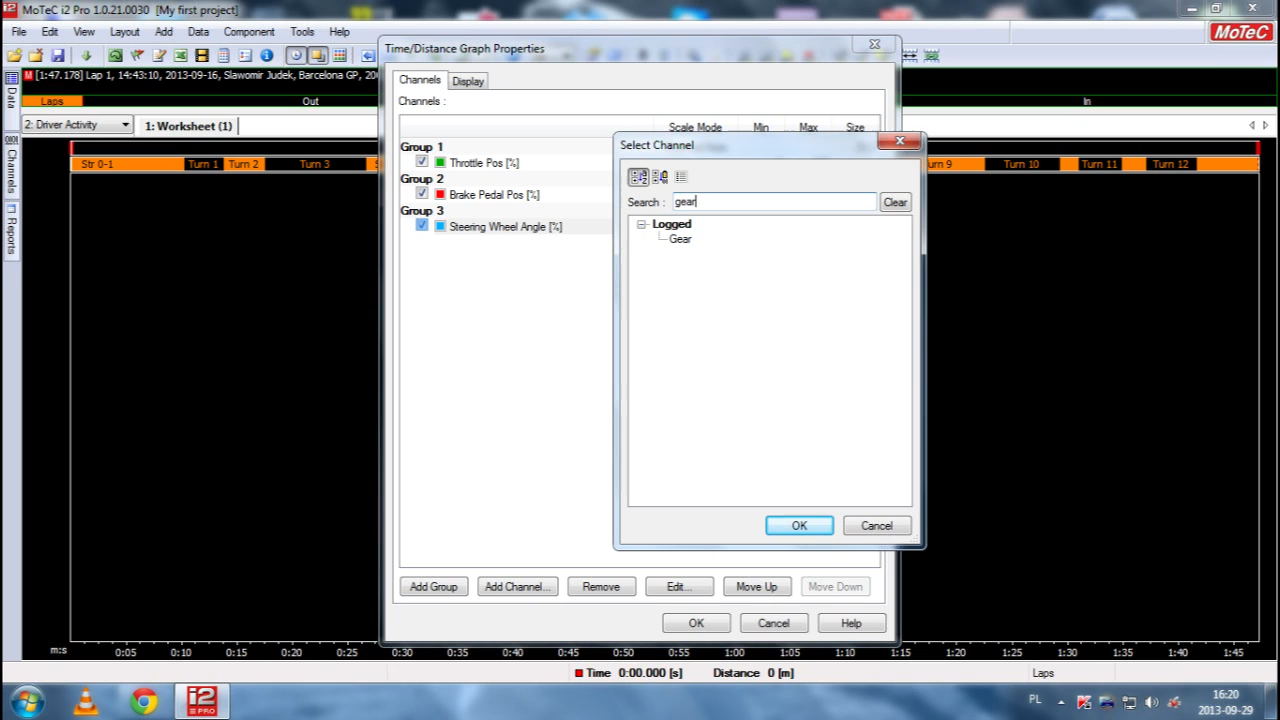 MoTeC i2 Pro 1.0.21.0030 [My first project]
File Edit View Layout Add Data Component Tools Help
MoTeC
[1:47.178] Lap 1, 14:43:10, 2013-09-16, Slawomir Judek, Barcelona GP,
Laps Out In
2: Driver Activity 1: Worksheet (1)
Data
Channels
Reports
Str 0-1 Turn 1 Turn 2 Turn 3 Turn 10 Turn 11 Turn 12
Time/Distance Graph Properties
Channels Display
Channels :
Scale Mode Min Max Size
Group 1
Throttle Pos [%]
Group 2
Brake Pedal Pos [%]
Group 3
Steering Wheel Angle [%]
Add Group Add Channel... Remove Edit... Move Up Move Down
OK Cancel Help
Select Channel
Search : gear Clear
Logged
Gear
OK Cancel
m:s 0:05 0:10 0:15 0:20 0:25 0:30 0:35 0:40 0:45 0:50 0:55 1:00 1:05 1:10 1:15 1:20 1:25 1:30 1:35 1:40 1:45
Time 0:00.000 [s] Distance 0 [m] Laps
i2 PRO
PL
16:20
2013-09-29